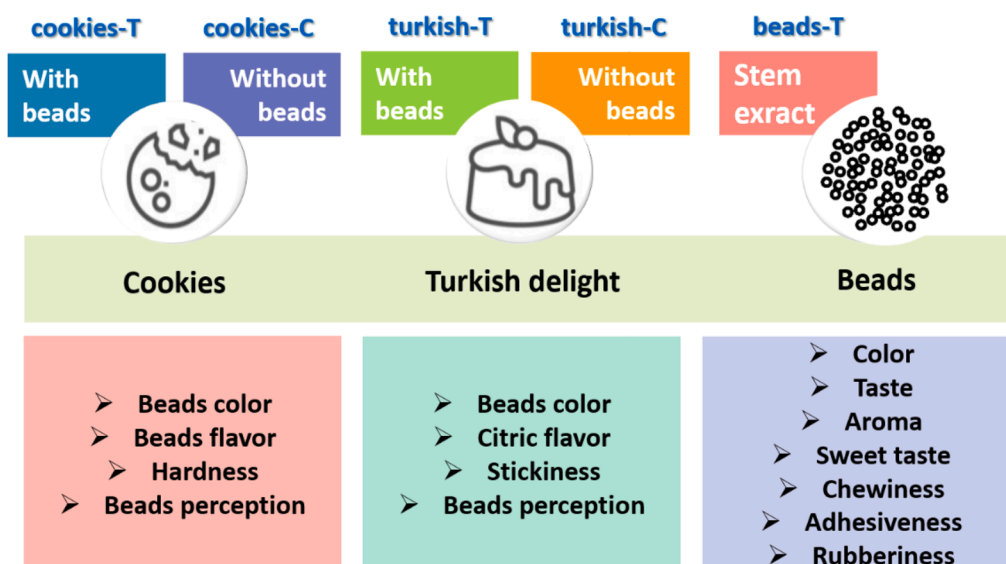 cookies-T
cookies-C
turkish-T
turkish-C
beads-T
With
beads
Without
beads
With
beads
Without
beads
Stem
exract
Cookies
Turkish delight
Beads
➢ Beads color
➢ Beads flavor
➢ Hardness
➢ Beads perception
➢ Beads color
➢ Citric flavor
➢ Stickiness
➢ Beads perception
➢ Color
➢ Taste
➢ Aroma
➢ Sweet taste
➢ Chewiness
➢ Adhesiveness
➢ Rubberiness